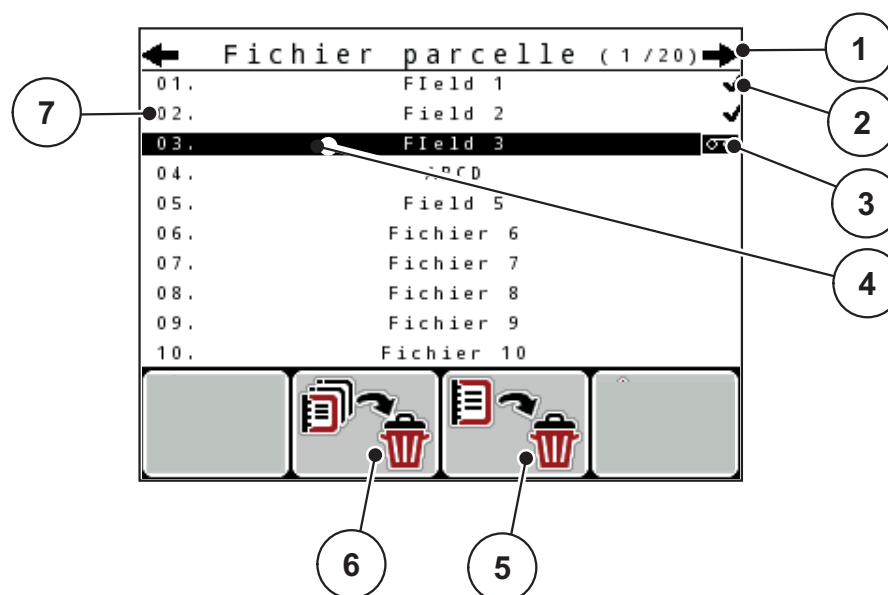 Fichier parcelle (1/20)
01. FIeld 1
02. Field 2
03. FIeld 3
04. ABCD
05. Field 5
06. Fichier 6
07. Fichier 7
08. Fichier 8
09. Fichier 9
10. Fichier 10
1
2
3
4
5
6
7